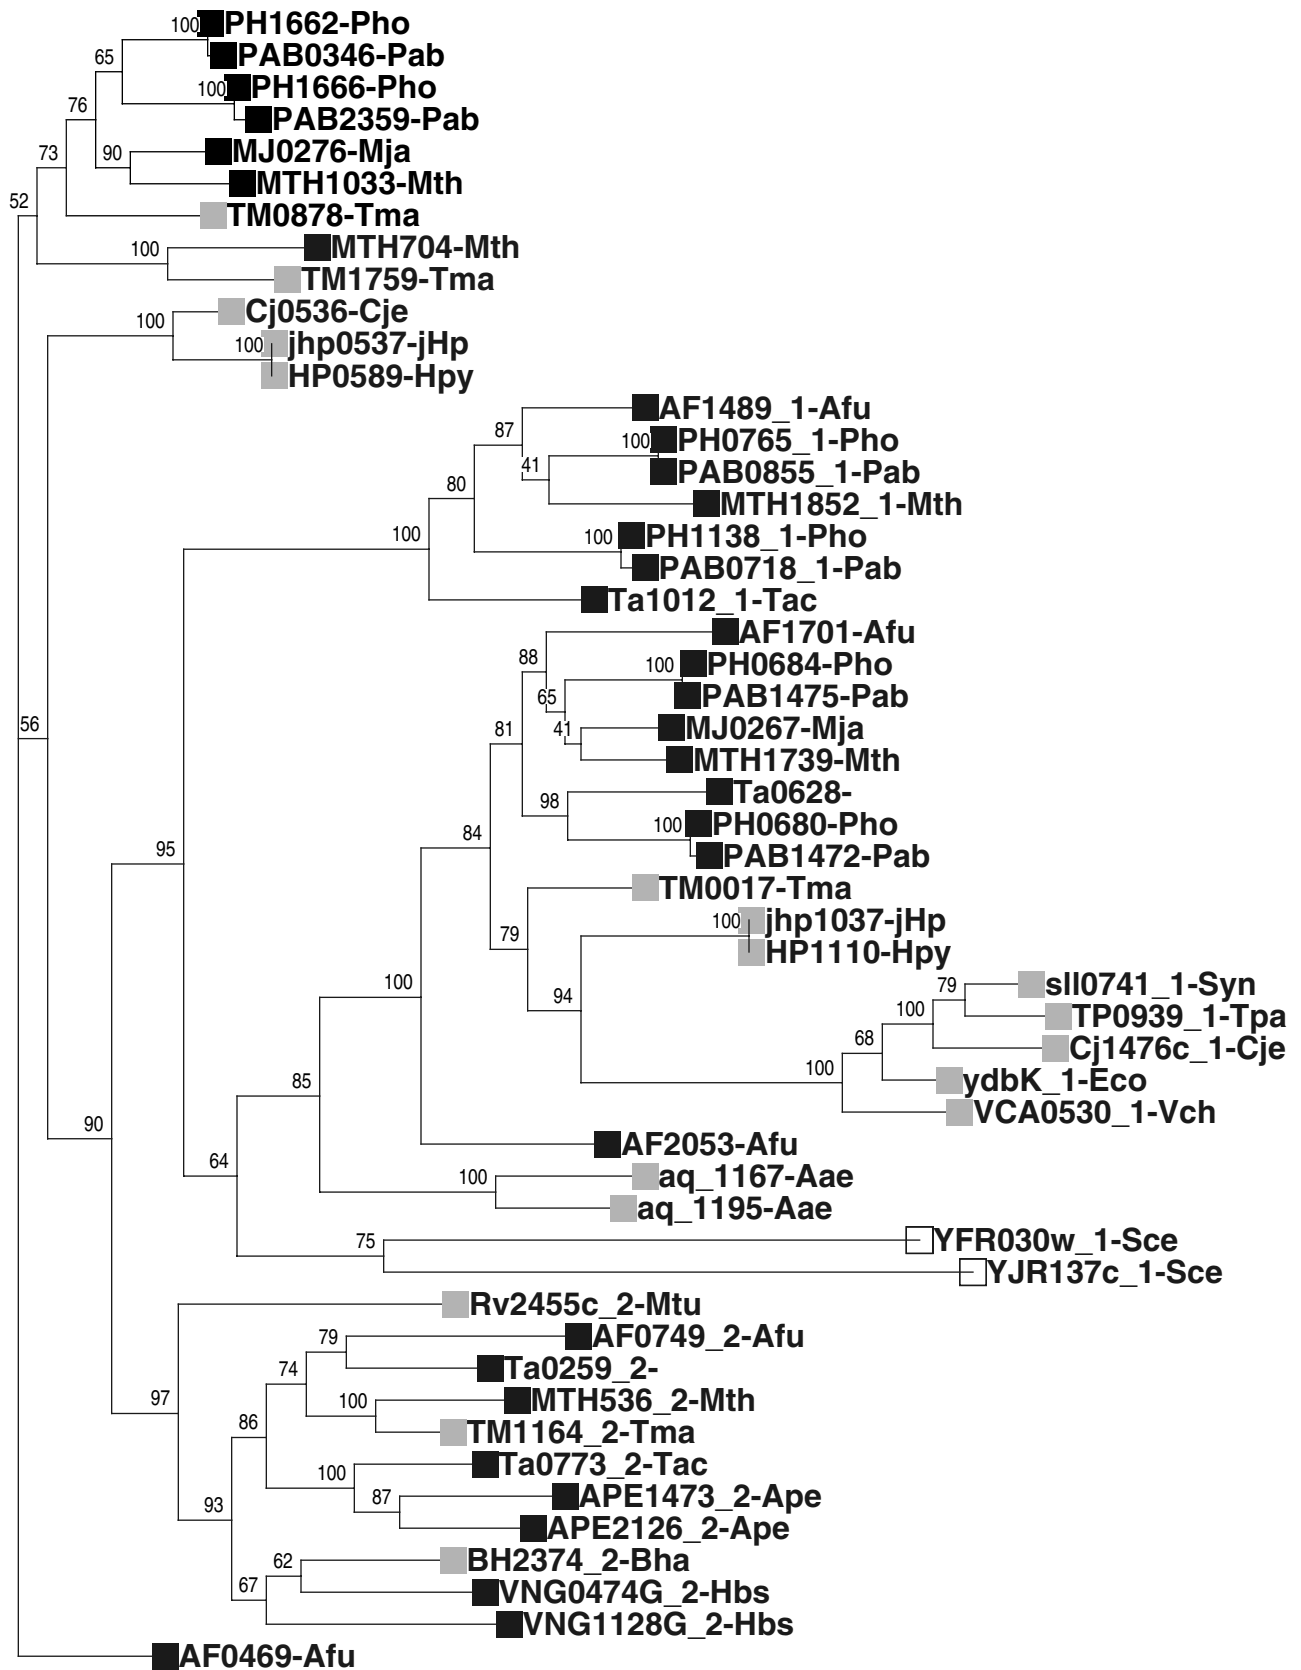 100 PH1662-Pho
PAB0346-Pab
65
100 PH1666-Pho
76
PAB2359-Pab
73
90 MJ0276-Mja
MTH1033-Mth
52
TM0878-Tma
100 MTH704-Mth
TM1759-Tma
100 Cj0536-Cje
100 jhp0537-jHp
HP0589-Hpy
AF1489_1-Afu
87
100 PH0765_1-Pho
41
PAB0855_1-Pab
80
MTH1852_1-Mth
100
100 PH1138_1-Pho
PAB0718_1-Pab
Ta1012_1-Tac
AF1701-Afu
88
100 PH0684-Pho
65
PAB1475-Pab
56
81
41 MJ0267-Mja
MTH1739-Mth
98 Ta0628-
100 PH0680-Pho
84
95
PAB1472-Pab
TM0017-Tma
100 jhp1037-jHp
79
HP1110-Hpy
100
79 sll0741_1-Syn
94
100 TP0939_1-Tpa
68
Cj1476c_1-Cje
85
100
ydbK_1-Eco
VCA0530_1-Vch
90
AF2053-Afu
64
100 aq_1167-Aae
aq_1195-Aae
75 YFR030w_1-Sce
YJR137c_1-Sce
Rv2455c_2-Mtu
79 AF0749_2-Afu
74
Ta0259_2-
97
100 MTH536_2-Mth
86
TM1164_2-Tma
100 Ta0773_2-Tac
87 APE1473_2-Ape
93
APE2126_2-Ape
62 BH2374_2-Bha
67
VNG0474G_2-Hbs
VNG1128G_2-Hbs
AF0469-Afu